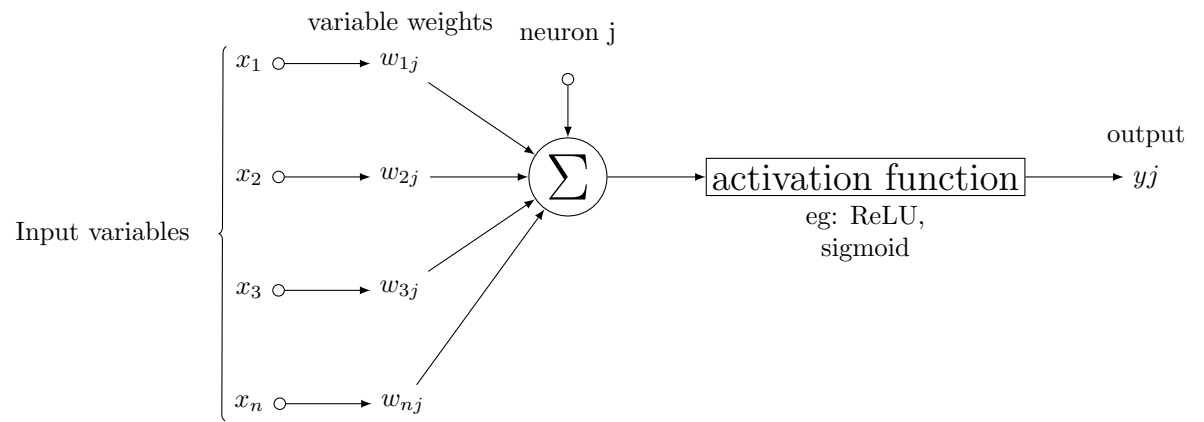 variable weights
neuron j
x₁
w₁ⱼ
output
x₂
w₂ⱼ
Σ
activation function
yj
eg: ReLU,
sigmoid
Input variables
x₃
w₃ⱼ
xₙ
wₙⱼ